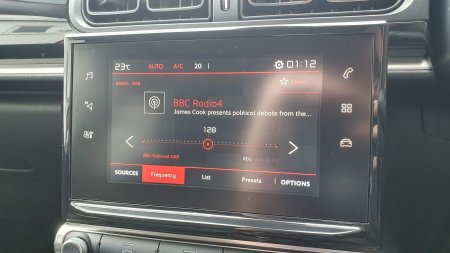 23°C AUTO A/C 20 01:12
RADIO DAB
BBC Radio4
James Cook presents political debate from the...
12B
BBC National DAB
SOURCES Frequency List Presets OPTIONS